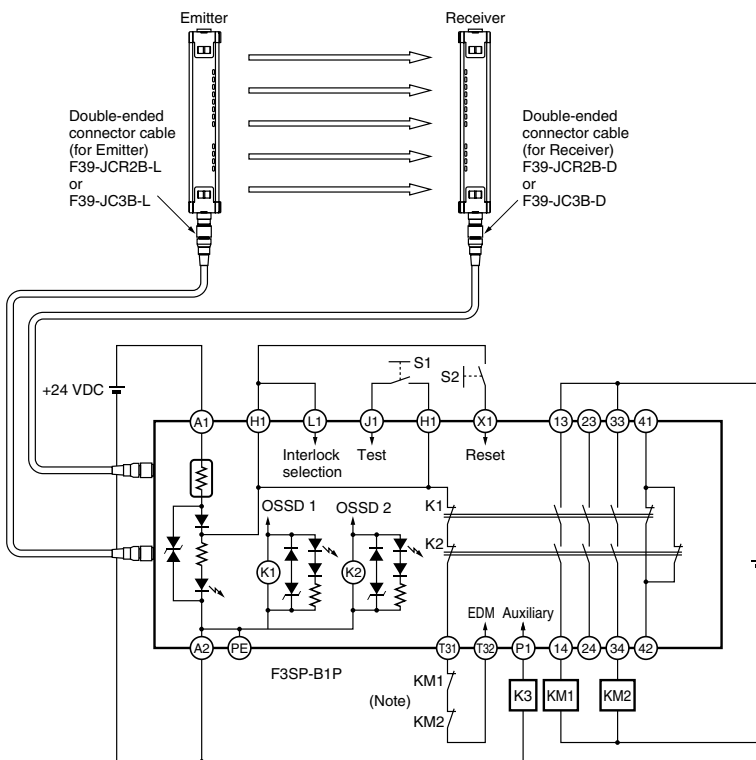 Emitter
Receiver
Double-ended
connector cable
(for Emitter)
F39-JCR2B-L
or
F39-JC3B-L
Double-ended
connector cable
(for Receiver)
F39-JCR2B-D
or
F39-JC3B-D
+24 VDC
S1
S2
A1
H1
L1
J1
H1
X1
13
23
33
41
Interlock
selection
Test
Reset
OSSD 1
OSSD 2
K1
K2
K1
K2
EDM
Auxiliary
A2
PE
T31
T32
P1
14
24
34
42
F3SP-B1P
(Note)
KM1
KM2
K3
KM1
KM2